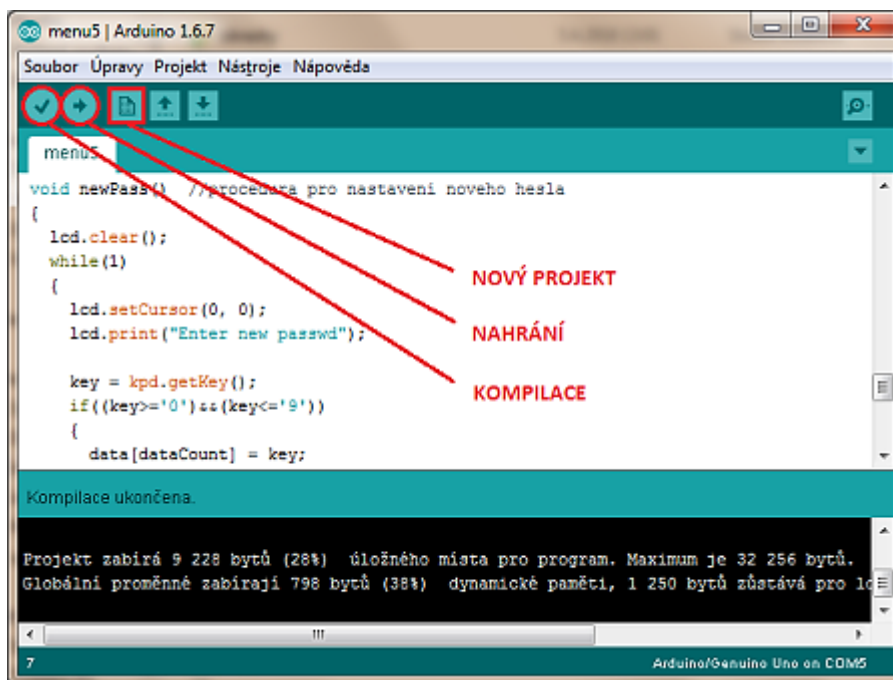 menu5 | Arduino 1.6.7
Soubor Úpravy Projekt Nástroje Nápověda
menu5
void newPass() //procedura pro nastaveni noveho hesla
{
lcd.clear();
while(1)
{
NOVÝ PROJEKT
lcd.setCursor(0, 0);
lcd.print("Enter new passwd");
NAHRÁNÍ
key = kpd.getKey();
KOMPILACE
if((key>='0')&&(key<='9'))
{
data[dataCount] = key;
Kompilace ukončena.
Projekt zabírá 9 228 bytů (28%) úložného místa pro program. Maximum je 32 256 bytů.
Globální proměnné zabírají 798 bytů (38%) dynamické paměti, 1 250 bytů zůstává pro lo
7
Arduino/Genuino Uno on COM5